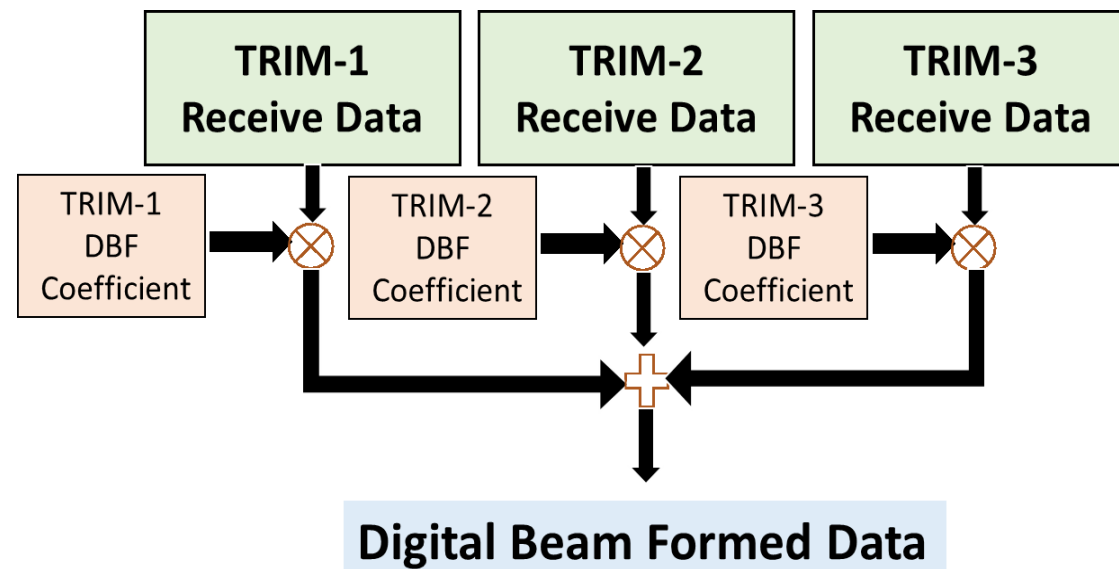 TRIM-1
Receive Data
TRIM-2
Receive Data
TRIM-3
Receive Data
TRIM-1
DBF
Coefficient
TRIM-2
DBF
Coefficient
TRIM-3
DBF
Coefficient
Digital Beam Formed Data